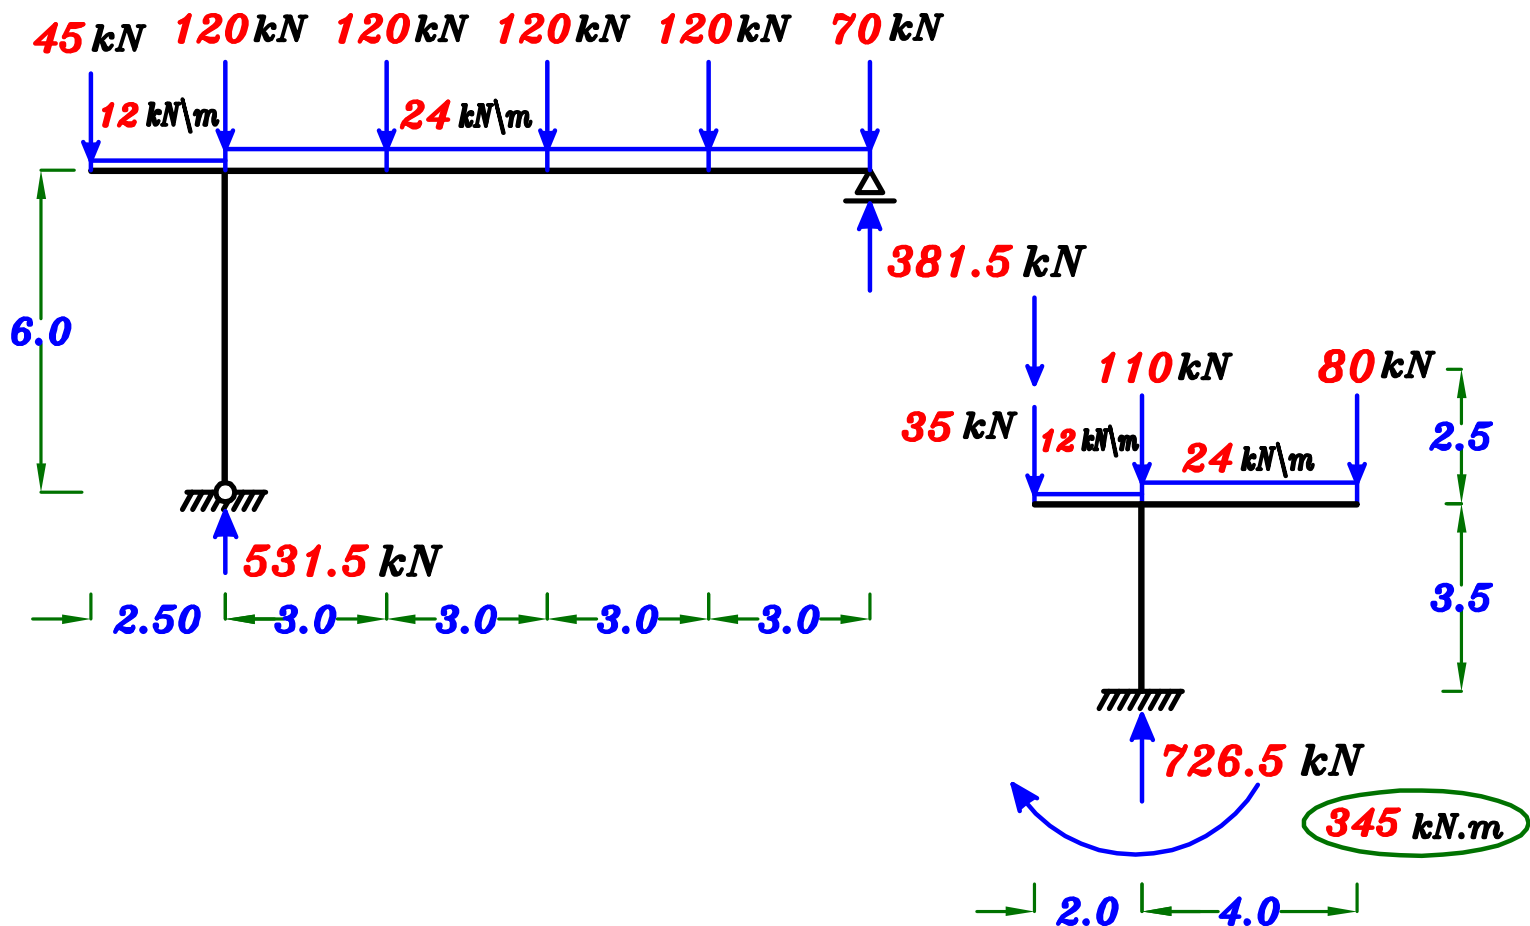 45 kN 120 kN 120 kN 120 kN 120 kN 70 kN
12 kN\m 24 kN\m
381.5 kN
6.0
110 kN 80 kN
35 kN 12 kN\m 24 kN\m 2.5
531.5 kN
2.50 3.0 3.0 3.0 3.0 3.5
726.5 kN
345 kN.m
2.0 4.0